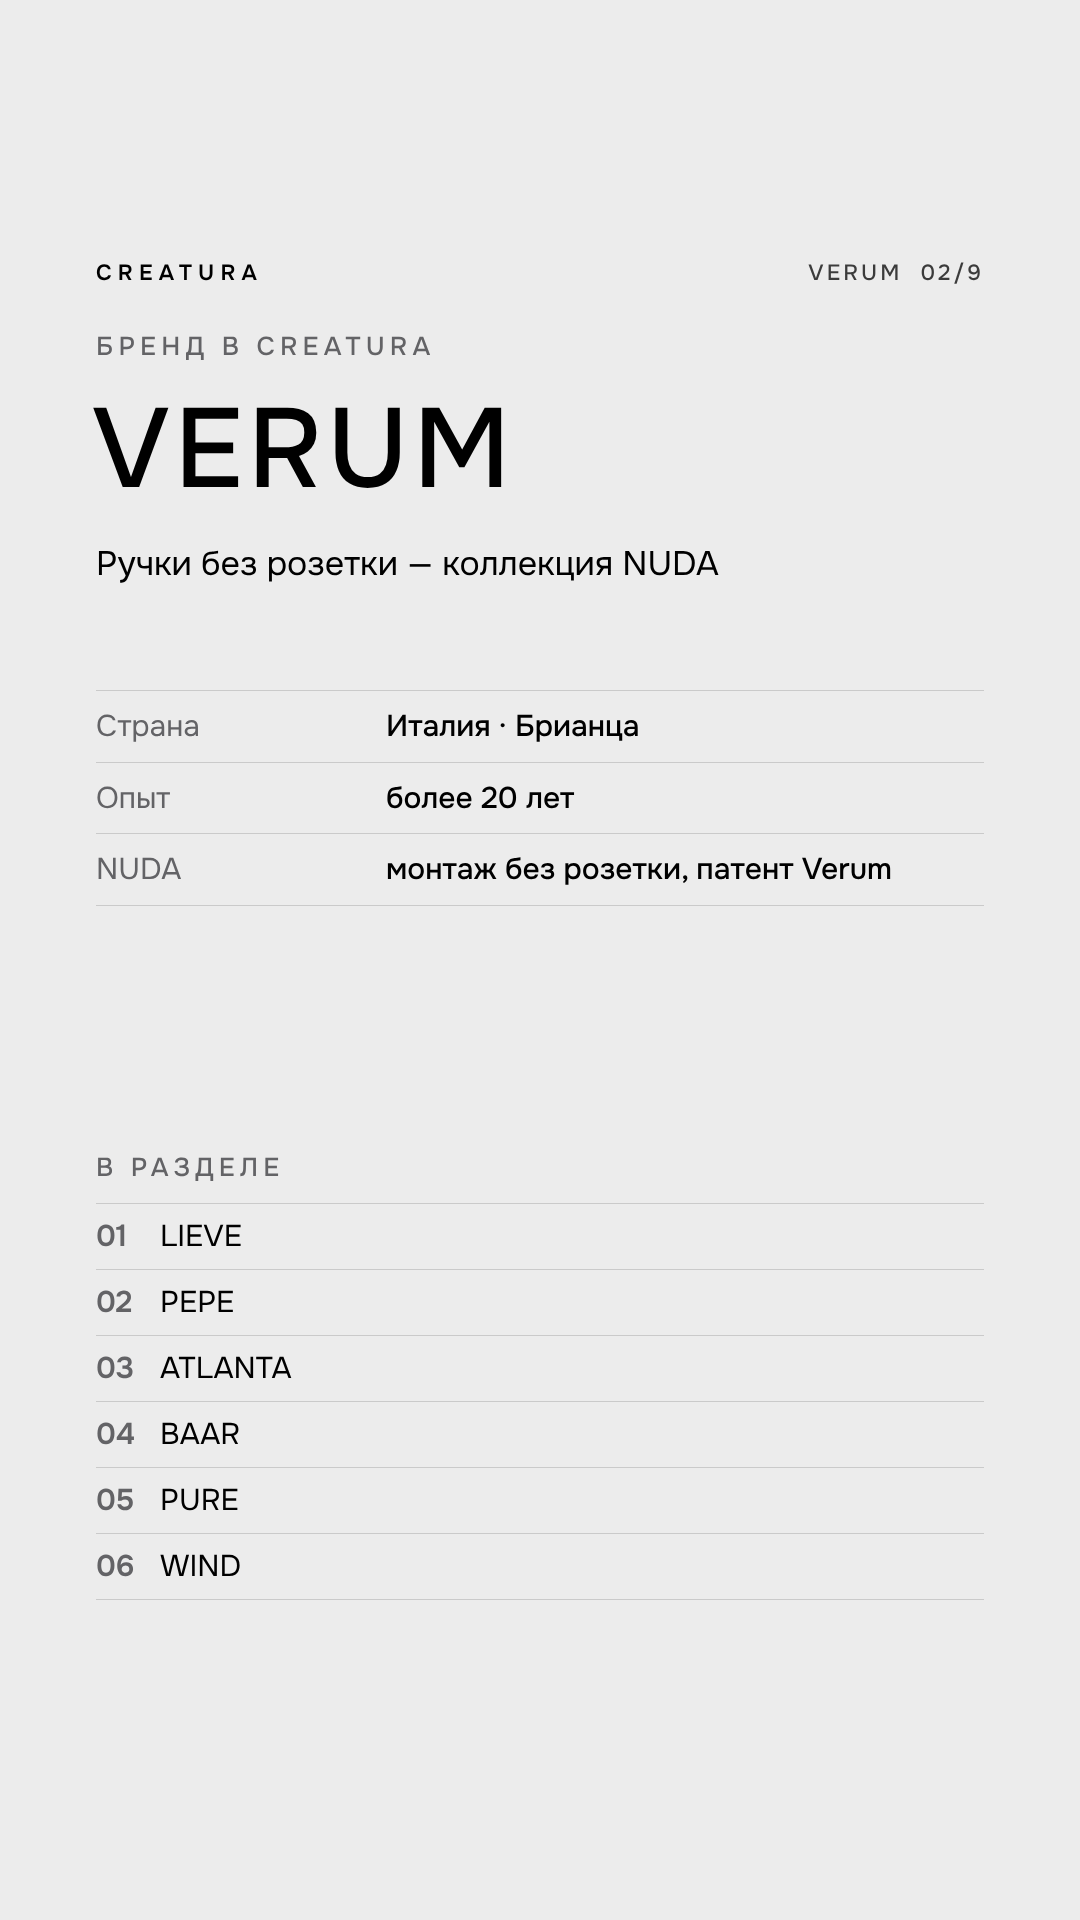 CREATURA
VERUM 02/9
БРЕНД В CREATURA
VERUM
Ручки без розетки — коллекция NUDA
Страна Италия · Брианца
Опыт более 20 лет
NUDA монтаж без розетки, патент Verum
В РАЗДЕЛЕ
01 LIEVE
02 PEPE
03 ATLANTA
04 BAAR
05 PURE
06 WIND